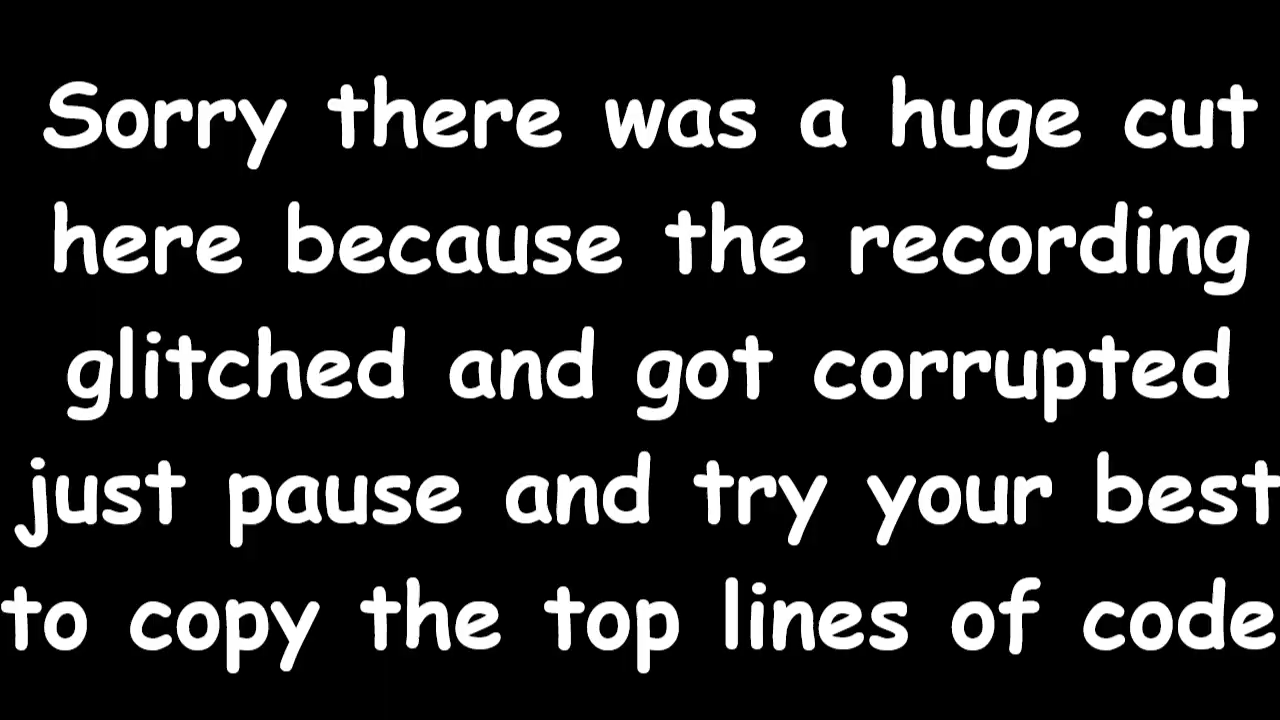 Sorry there was a huge cut
here because the recording
glitched and got corrupted
just pause and try your best
to copy the top lines of code